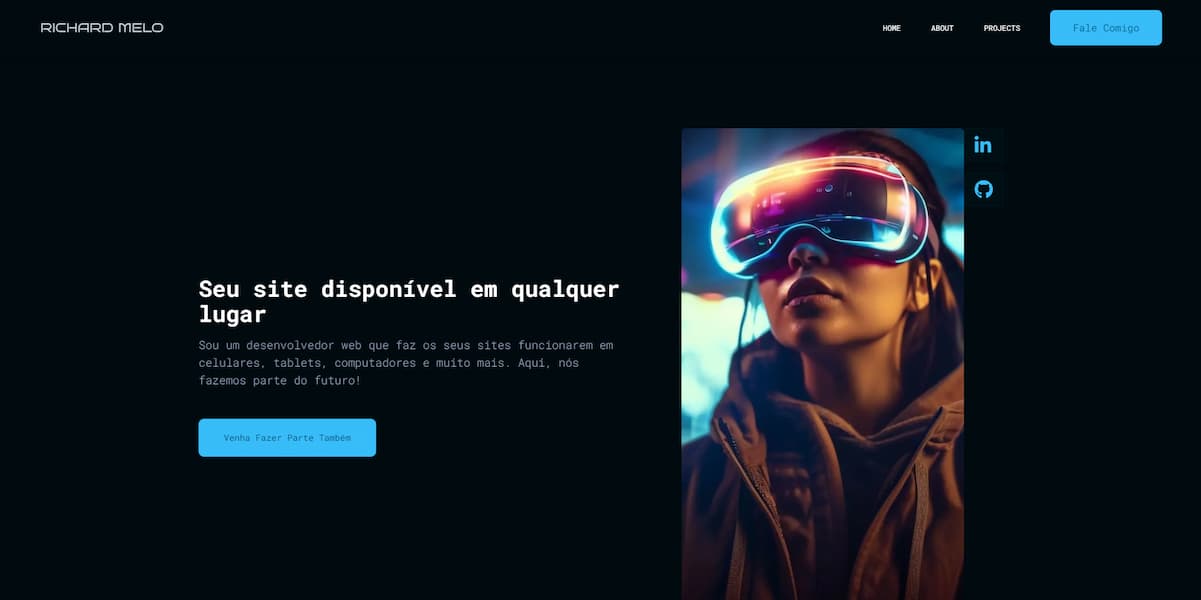 RICHARD MELO
HOME
ABOUT
PROJECTS
Fale Comigo
in
Seu site disponível em qualquer
lugar
Sou um desenvolvedor web que faz os seus sites funcionarem em
celulares, tablets, computadores e muito mais. Aqui, nós
fazemos parte do futuro!
Venha Fazer Parte Também